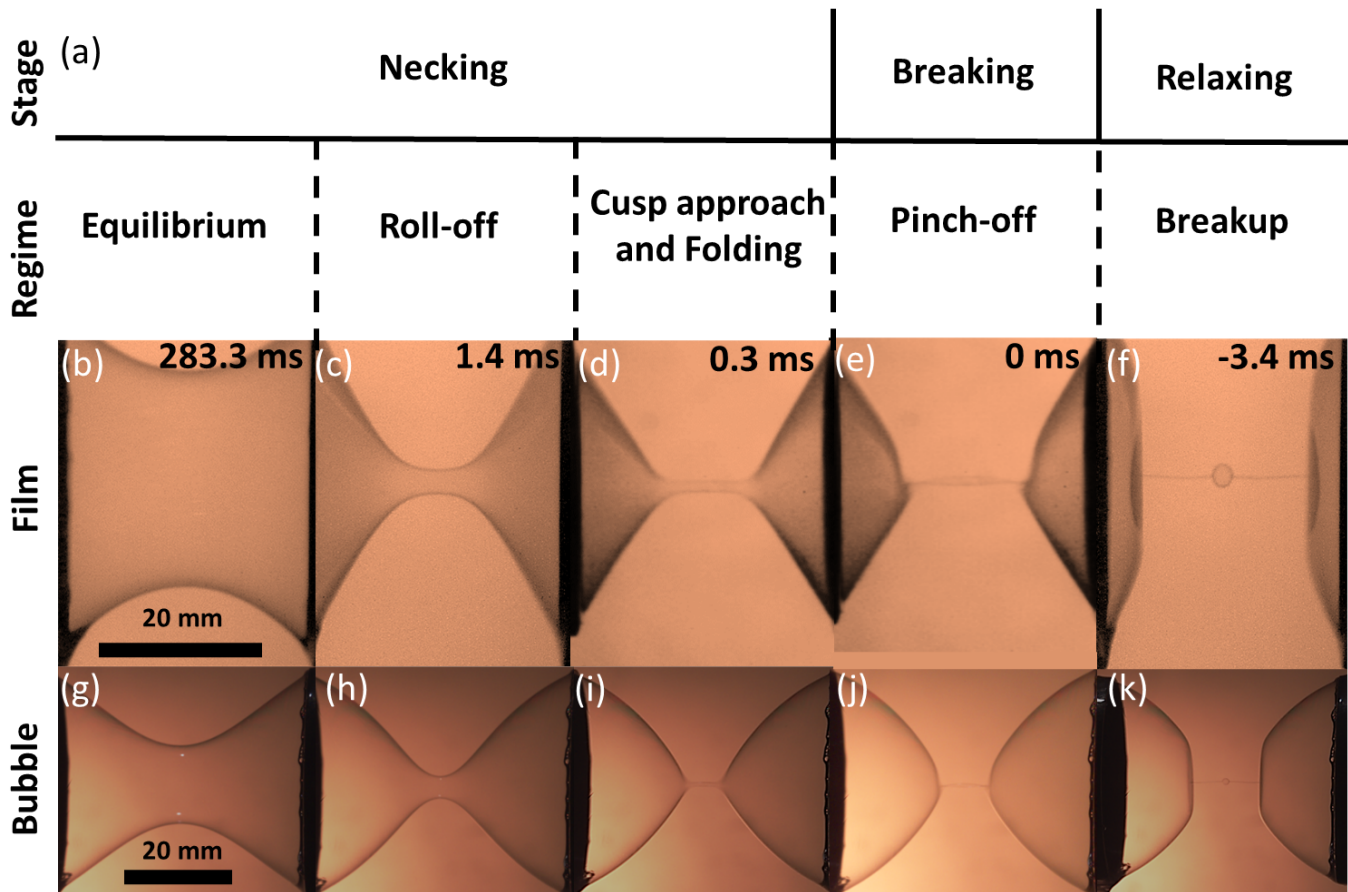 Stage
(a)
Necking
Breaking
Relaxing
Regime
Equilibrium
Roll-off
Cusp approach
and Folding
Pinch-off
Breakup
Film
(b)
283.3 ms
(c)
1.4 ms
(d)
0.3 ms
(e)
0 ms
(f)
-3.4 ms
20 mm
Bubble
(g)
(h)
(i)
(j)
(k)
20 mm